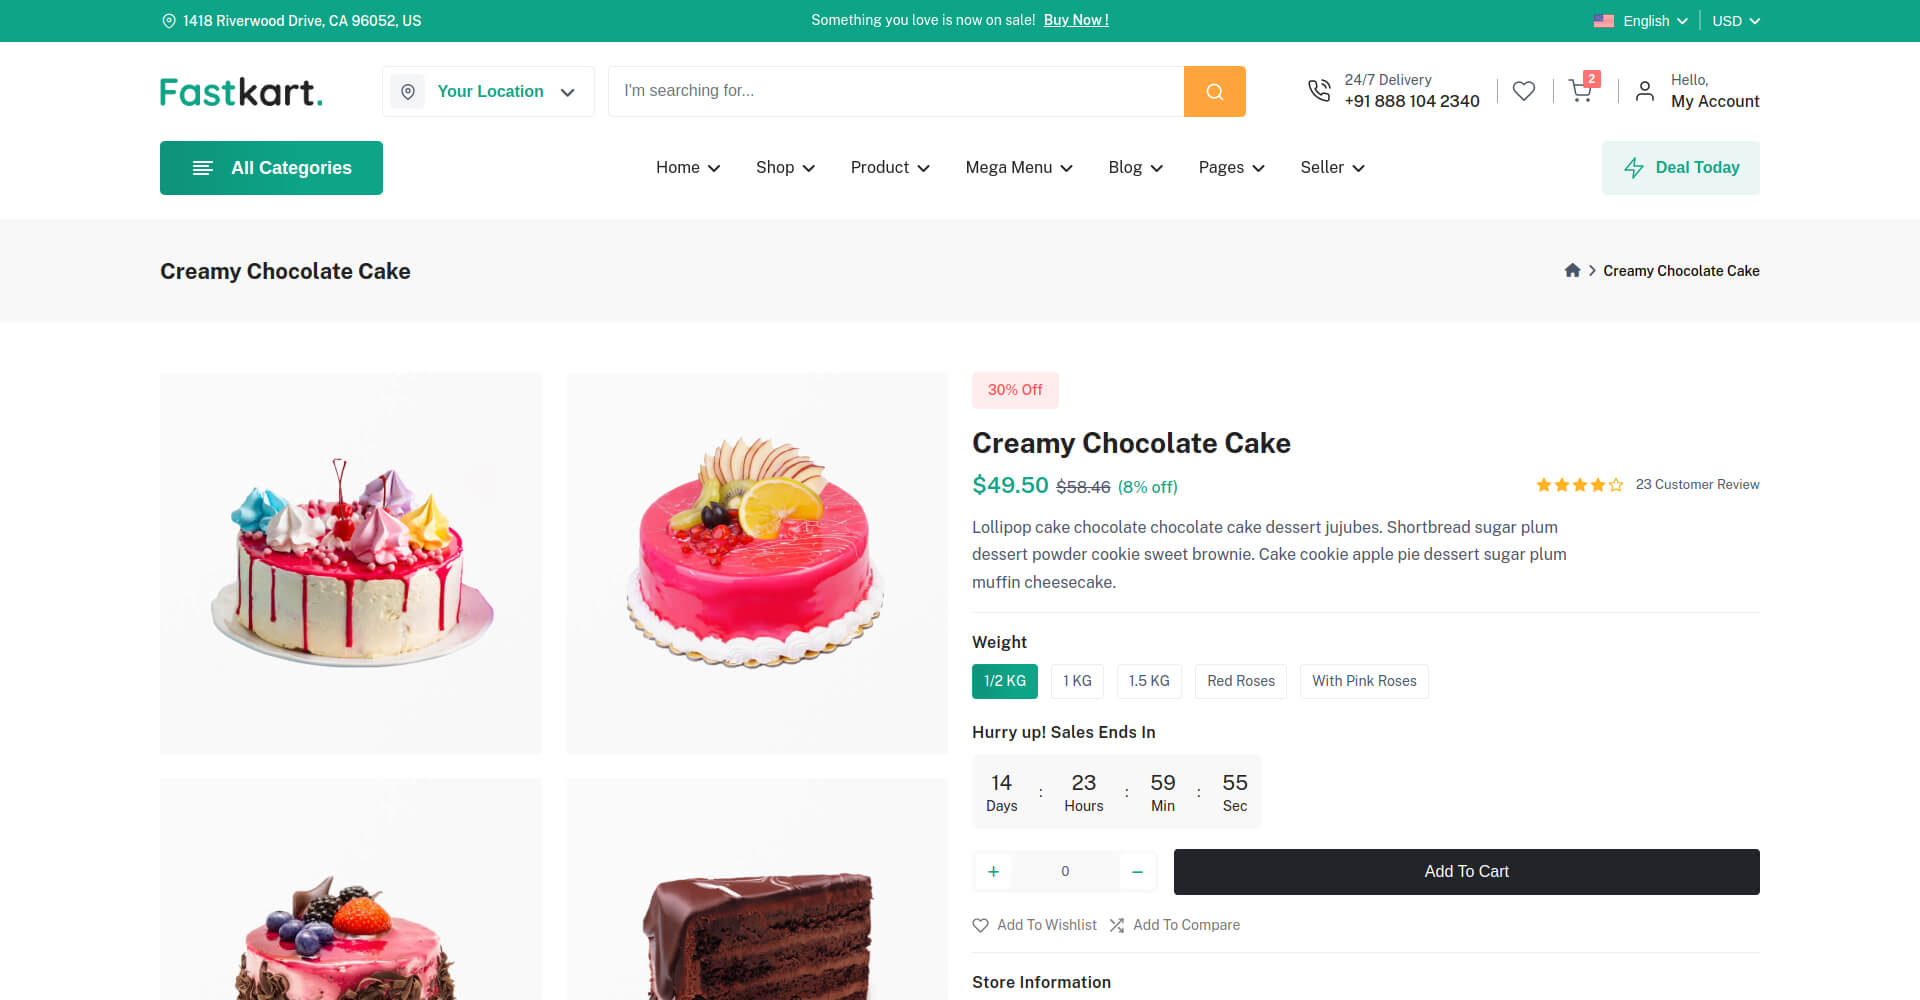 1418 Riverwood Drive, CA 96052, US
Something you love is now on sale! Buy Now !
English
USD
Fastkart.
Your Location
I'm searching for...
24/7 Delivery
+91 888 104 2340
2
Hello,
My Account
All Categories
Home
Shop
Product
Mega Menu
Blog
Pages
Seller
Deal Today
Creamy Chocolate Cake
Creamy Chocolate Cake
30% Off
Creamy Chocolate Cake
$49.50 $58.46 (8% off)
23 Customer Review
Lollipop cake chocolate chocolate cake dessert jujubes. Shortbread sugar plum
dessert powder cookie sweet brownie. Cake cookie apple pie dessert sugar plum
muffin cheesecake.
Weight
1/2 KG
1 KG
1.5 KG
Red Roses
With Pink Roses
Hurry up! Sales Ends In
14 : 23 : 59 : 55
Days Hours Min Sec
+ 0 −
Add To Cart
Add To Wishlist
Add To Compare
Store Information